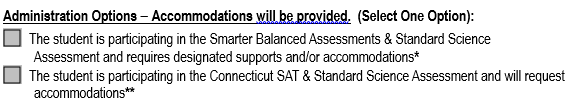 Administration Options – Accommodations will be provided. (Select One Option):
The student is participating in the Smarter Balanced Assessments & Standard Science
Assessment and requires designated supports and/or accommodations*
The student is participating in the Connecticut SAT & Standard Science Assessment and will request
accommodations**